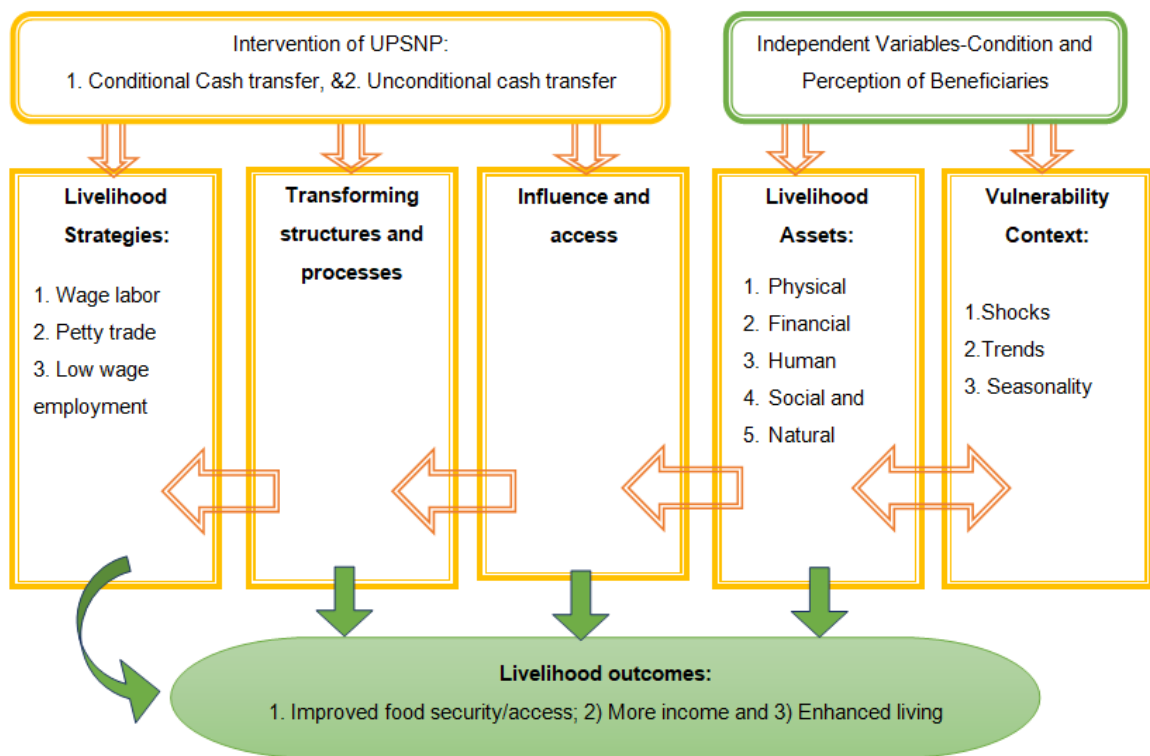 Intervention of UPSNP:
1. Conditional Cash transfer, &2. Unconditional cash transfer
Independent Variables-Condition and
Perception of Beneficiaries
Livelihood
Strategies:
1. Wage labor
2. Petty trade
3. Low wage
employment
Transforming
structures and
processes
Influence and
access
Livelihood
Assets:
1. Physical
2. Financial
3. Human
4. Social and
5. Natural
Vulnerability
Context:
1.Shocks
2.Trends
3. Seasonality
Livelihood outcomes:
1. Improved food security/access; 2) More income and 3) Enhanced living